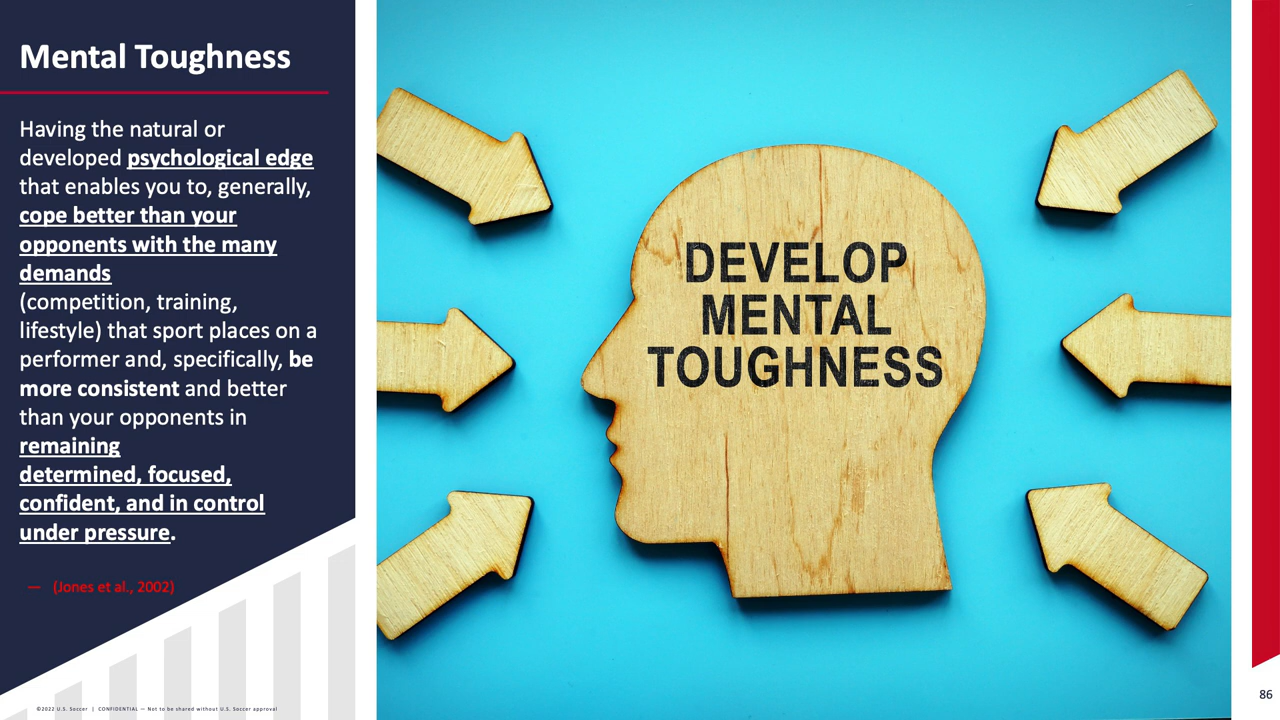 Mental Toughness
Having the natural or
developed psychological edge
that enables you to, generally,
cope better than your
opponents with the many
demands
(competition, training,
lifestyle) that sport places on a
performer and, specifically, be
more consistent and better
than your opponents in
remaining
determined, focused,
confident, and in control
under pressure.
— (Jones et al., 2002)
©2022 U.S. Soccer | CONFIDENTIAL — Not to be shared without U.S. Soccer approval
DEVELOP
MENTAL
TOUGHNESS
86